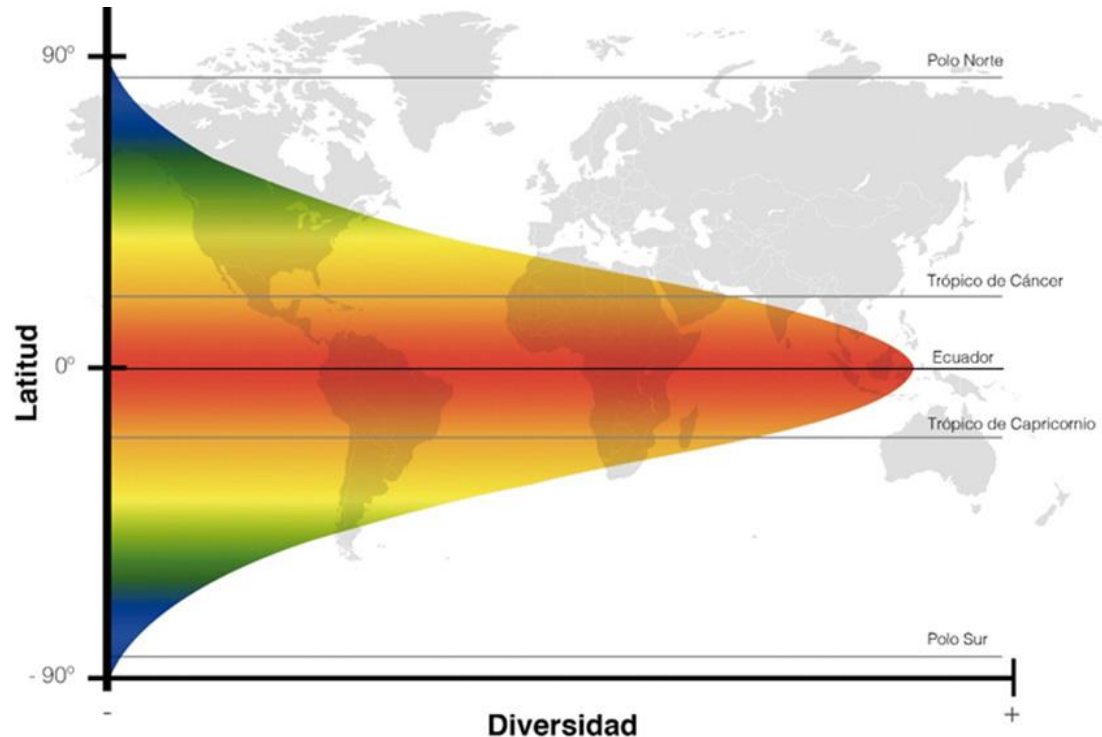 90º
Polo Norte
Trópico de Cáncer
Latitud
0º
Ecuador
Trópico de Capricornio
Polo Sur
- 90º
-
Diversidad
+